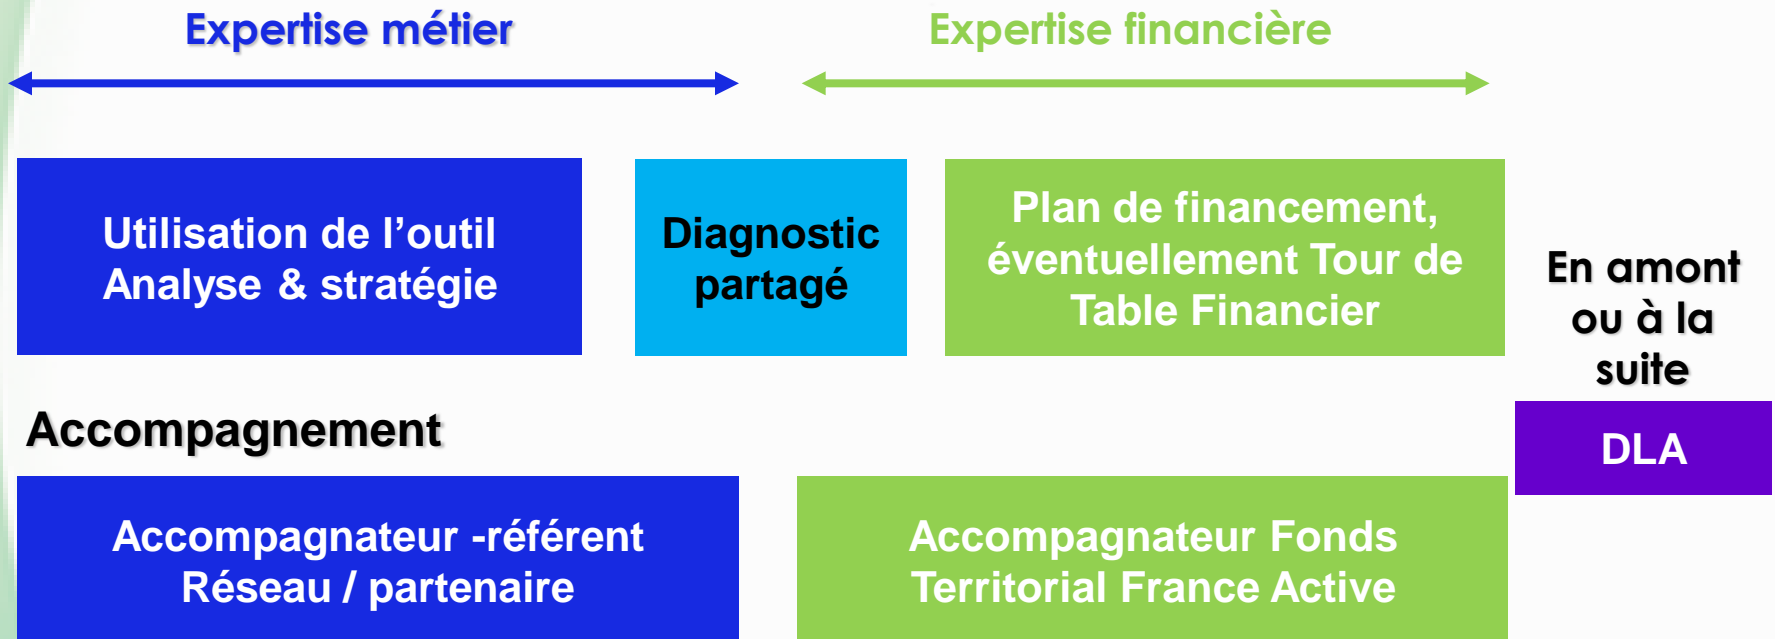 Expertise métier
Expertise financière
Utilisation de l’outil
Analyse & stratégie
Diagnostic
partagé
Plan de financement,
éventuellement Tour de
Table Financier
En amont
ou à la
suite
DLA
Accompagnement
Accompagnateur -référent
Réseau / partenaire
Accompagnateur Fonds
Territorial France Active